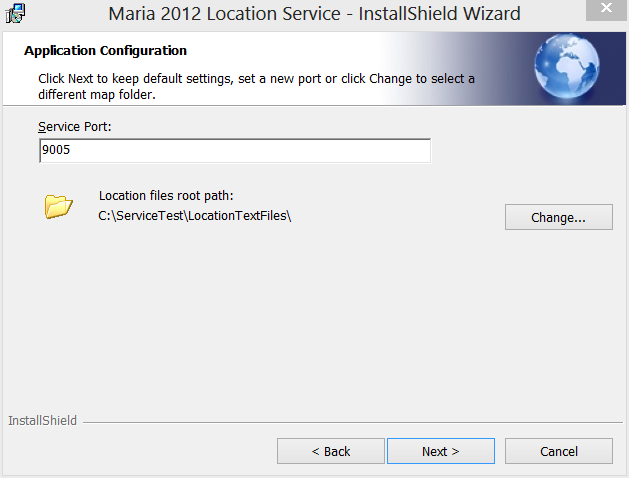 Maria 2012 Location Service - InstallShield Wizard
Application Configuration
Click Next to keep default settings, set a new port or click Change to select a
different map folder.
Service Port:
9005
Location files root path:
C:\ServiceTest\LocationTextFiles\
Change...
InstallShield
< Back
Next >
Cancel